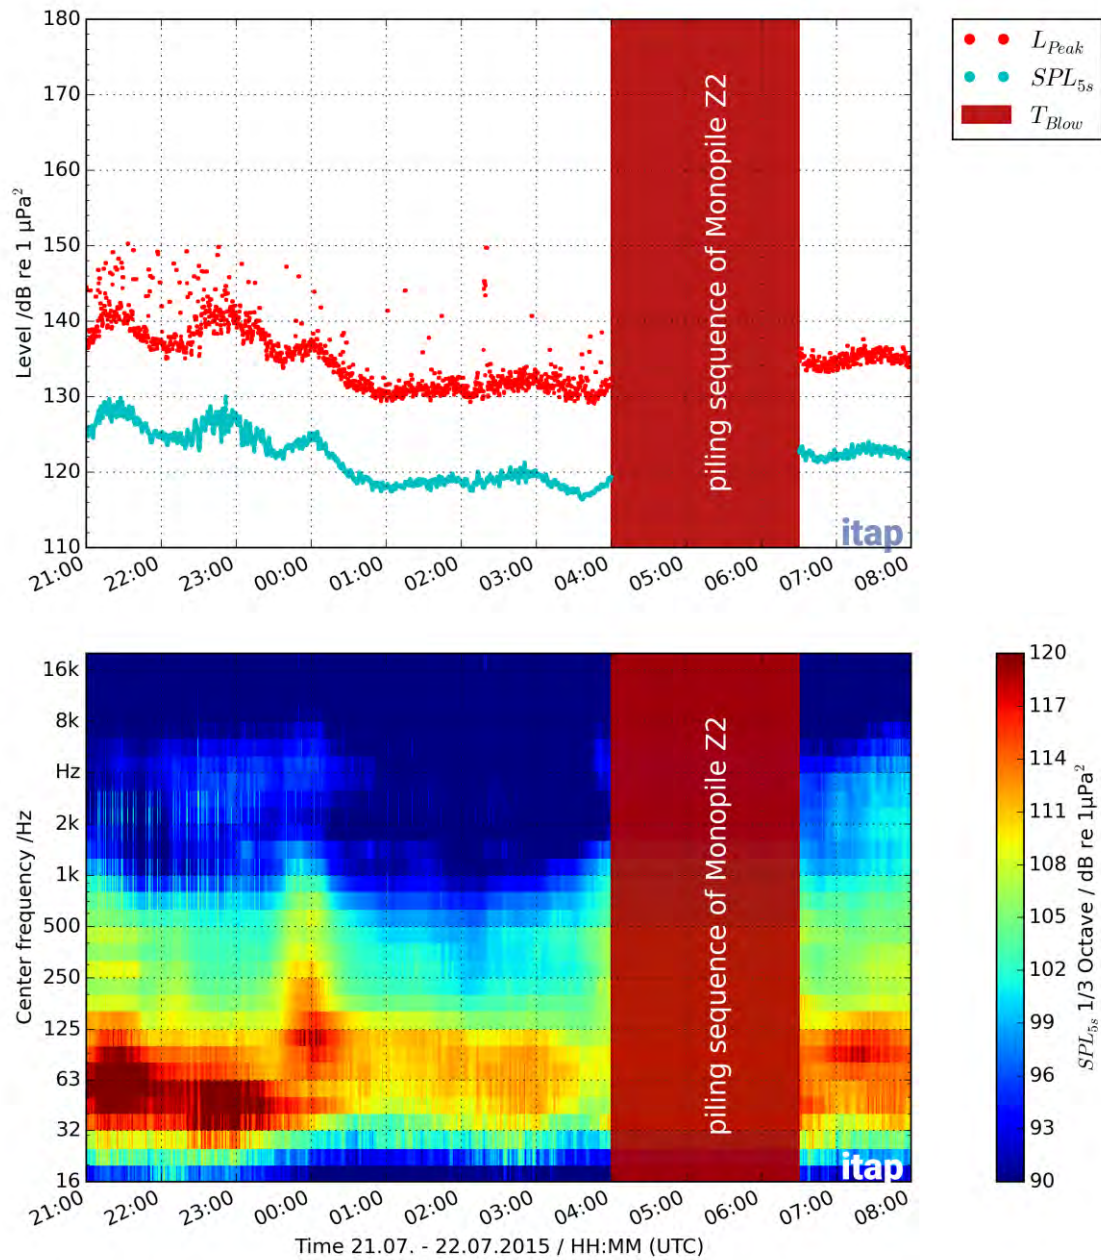 180
170
160
150
140
130
120
110
Level /dB re 1 µPa²
L_Peak
SPL_5s
T_Blow
piling sequence of Monopile Z2
itap
21:00 22:00 23:00 00:00 01:00 02:00 03:00 04:00 05:00 06:00 07:00 08:00
16k
8k
Hz
2k
1k
500
250
125
63
32
16
Center frequency /Hz
piling sequence of Monopile Z2
itap
21:00 22:00 23:00 00:00 01:00 02:00 03:00 04:00 05:00 06:00 07:00 08:00
Time 21.07. - 22.07.2015 / HH:MM (UTC)
120
117
114
111
108
105
102
99
96
93
90
SPL_5s 1/3 Octave / dB re 1µPa²